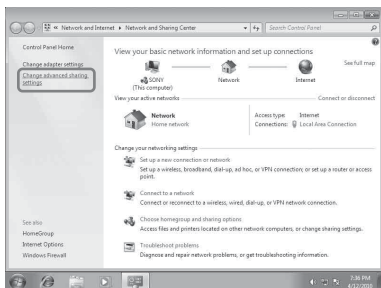 « Network and Internet ▸ Network and Sharing Center
Search Control Panel
Control Panel Home
Change adapter settings
Change advanced sharing
settings
View your basic network information and set up connections
See full map
SONY
(This computer)
Network
Internet
View your active networks
Connect or disconnect
Network
Home network
Access type: Internet
Connections: Local Area Connection
Change your networking settings
Set up a new connection or network
Set up a wireless, broadband, dial-up, ad hoc, or VPN connection; or set up a router or access
point.
Connect to a network
Connect or reconnect to a wireless, wired, dial-up, or VPN network connection.
Choose homegroup and sharing options
Access files and printers located on other network computers, or change sharing settings.
Troubleshoot problems
Diagnose and repair network problems, or get troubleshooting information.
See also
HomeGroup
Internet Options
Windows Firewall
7:36 PM
4/12/2010